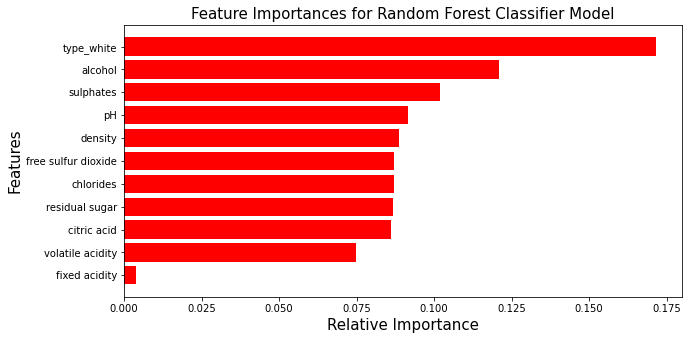 Feature Importances for Random Forest Classifier Model
type_white
alcohol
sulphates
pH
density
free sulfur dioxide
chlorides
residual sugar
citric acid
volatile acidity
fixed acidity
Features
0.000 0.025 0.050 0.075 0.100 0.125 0.150 0.175
Relative Importance